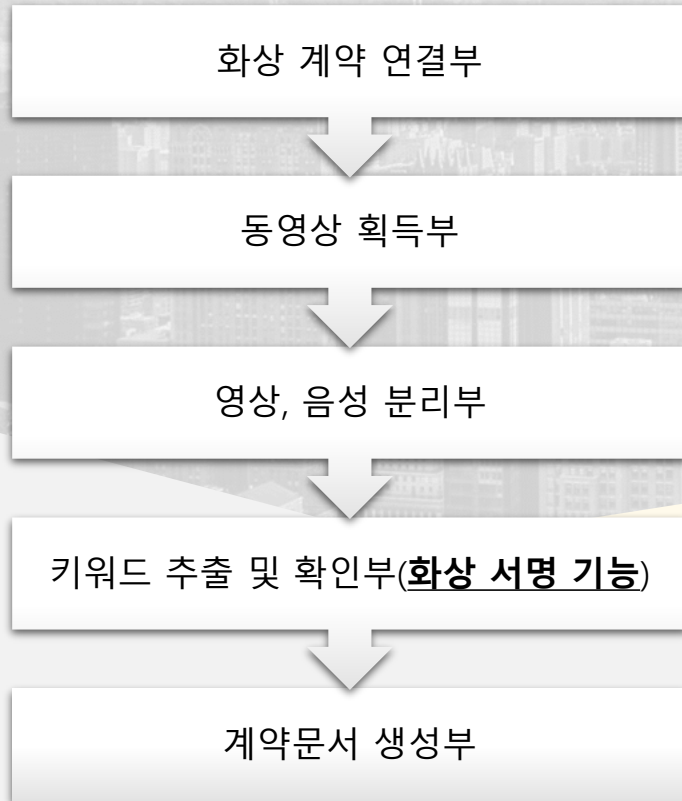 화상 계약 연결부
동영상 획득부
영상, 음성 분리부
키워드 추출 및 확인부(화상 서명 기능)
계약문서 생성부